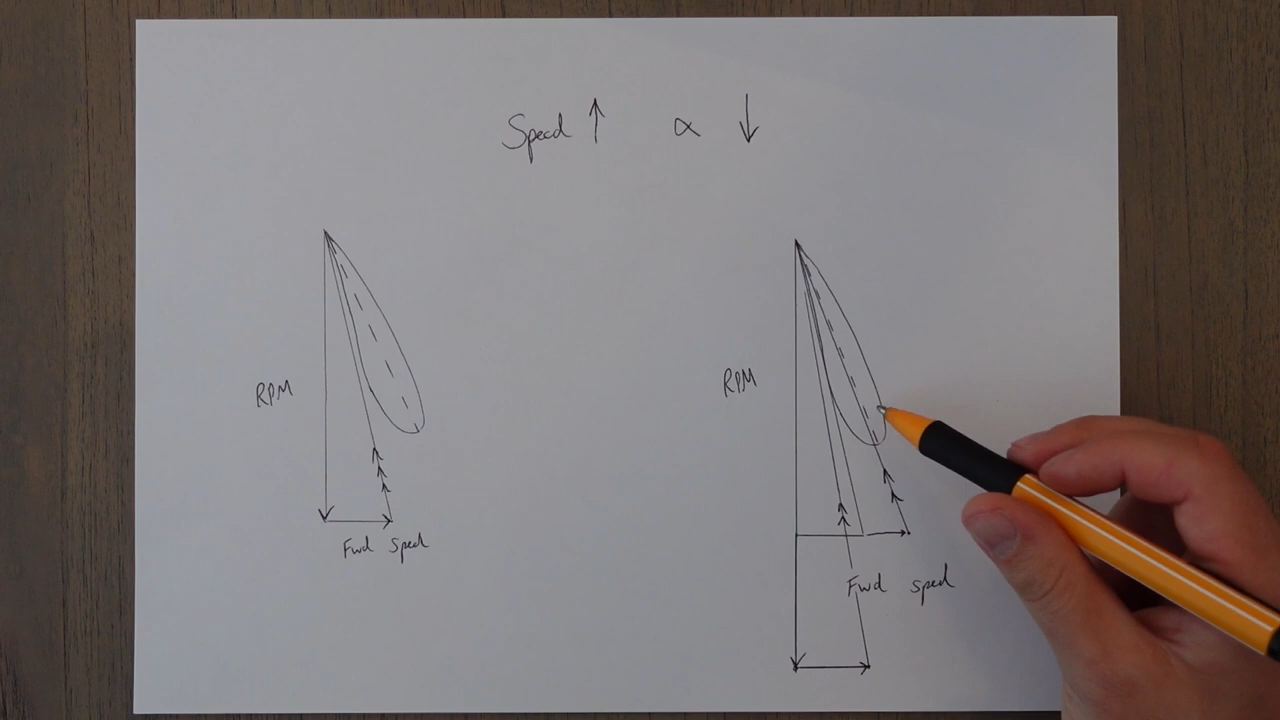 Speed ↑ α ↓
RPM
RPM
Fwd Speed
Fwd speed